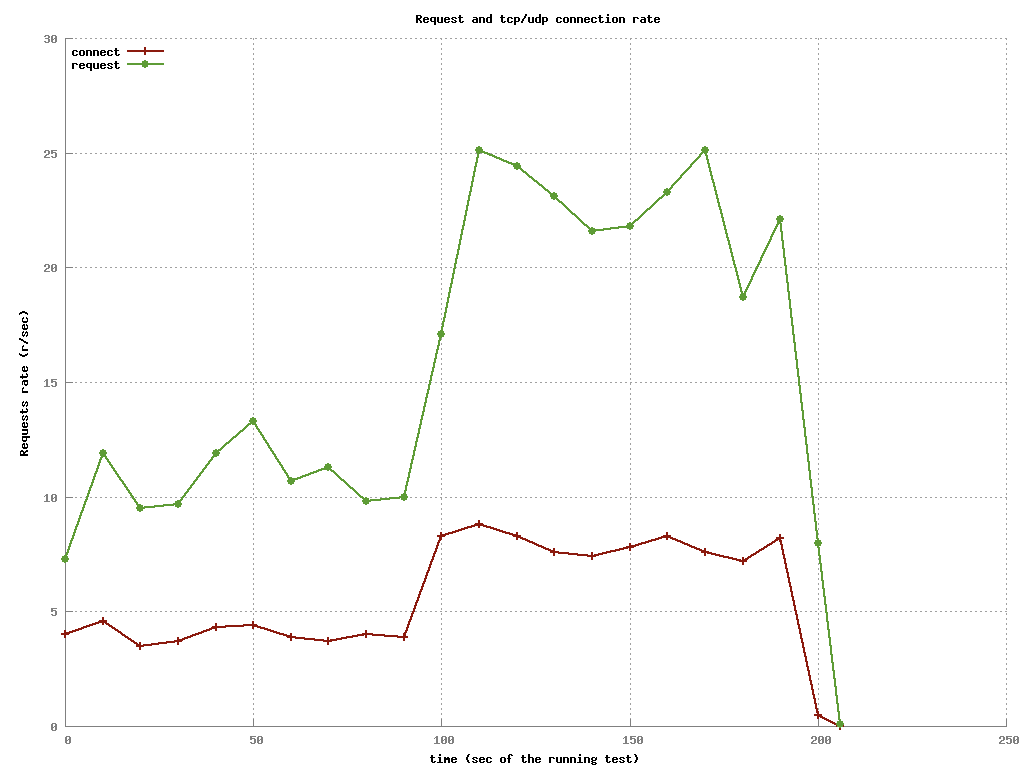 Request and tcp/udp connection rate
30
connect
request
25
20
15
10
5
0
Requests rate (r/sec)
0 50 100 150 200 250
time (sec of the running test)